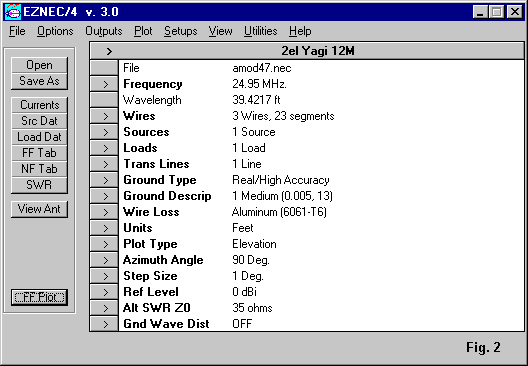 EZNEC/4 v. 3.0
File Options Outputs Plot Setups View Utilities Help
Open
Save As
Currents
Src Dat
Load Dat
FF Tab
NF Tab
SWR
View Ant
FF Plot
> 2el Yagi 12M
File amod47.nec
> Frequency 24.95 MHz.
Wavelength 39.4217 ft
> Wires 3 Wires, 23 segments
> Sources 1 Source
> Loads 1 Load
> Trans Lines 1 Line
> Ground Type Real/High Accuracy
> Ground Descrip 1 Medium (0.005, 13)
> Wire Loss Aluminum (6061-T6)
> Units Feet
> Plot Type Elevation
> Azimuth Angle 90 Deg.
> Step Size 1 Deg.
> Ref Level 0 dBi
> Alt SWR Z0 35 ohms
> Gnd Wave Dist OFF
Fig. 2